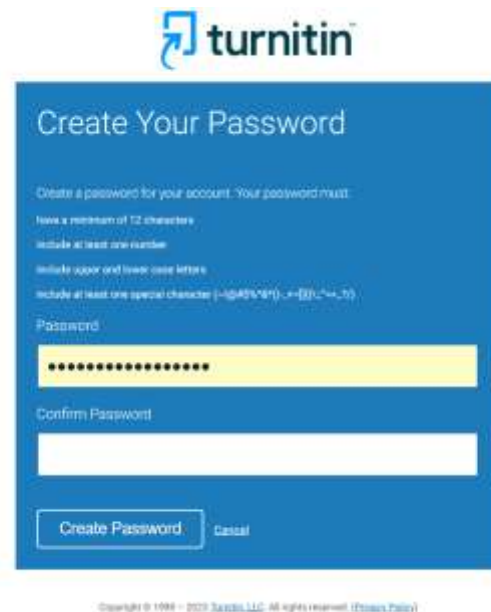 turnitin
Create Your Password
Create a password for your account. Your password must:
have a minimum of 12 characters
include at least one number
include upper and lower case letters
include at least one special character
Password
•••••••••••••••••
Confirm Password
Create Password Cancel
Copyright © 1998 – 2023 Turnitin, LLC. All rights reserved. (Privacy Policy)